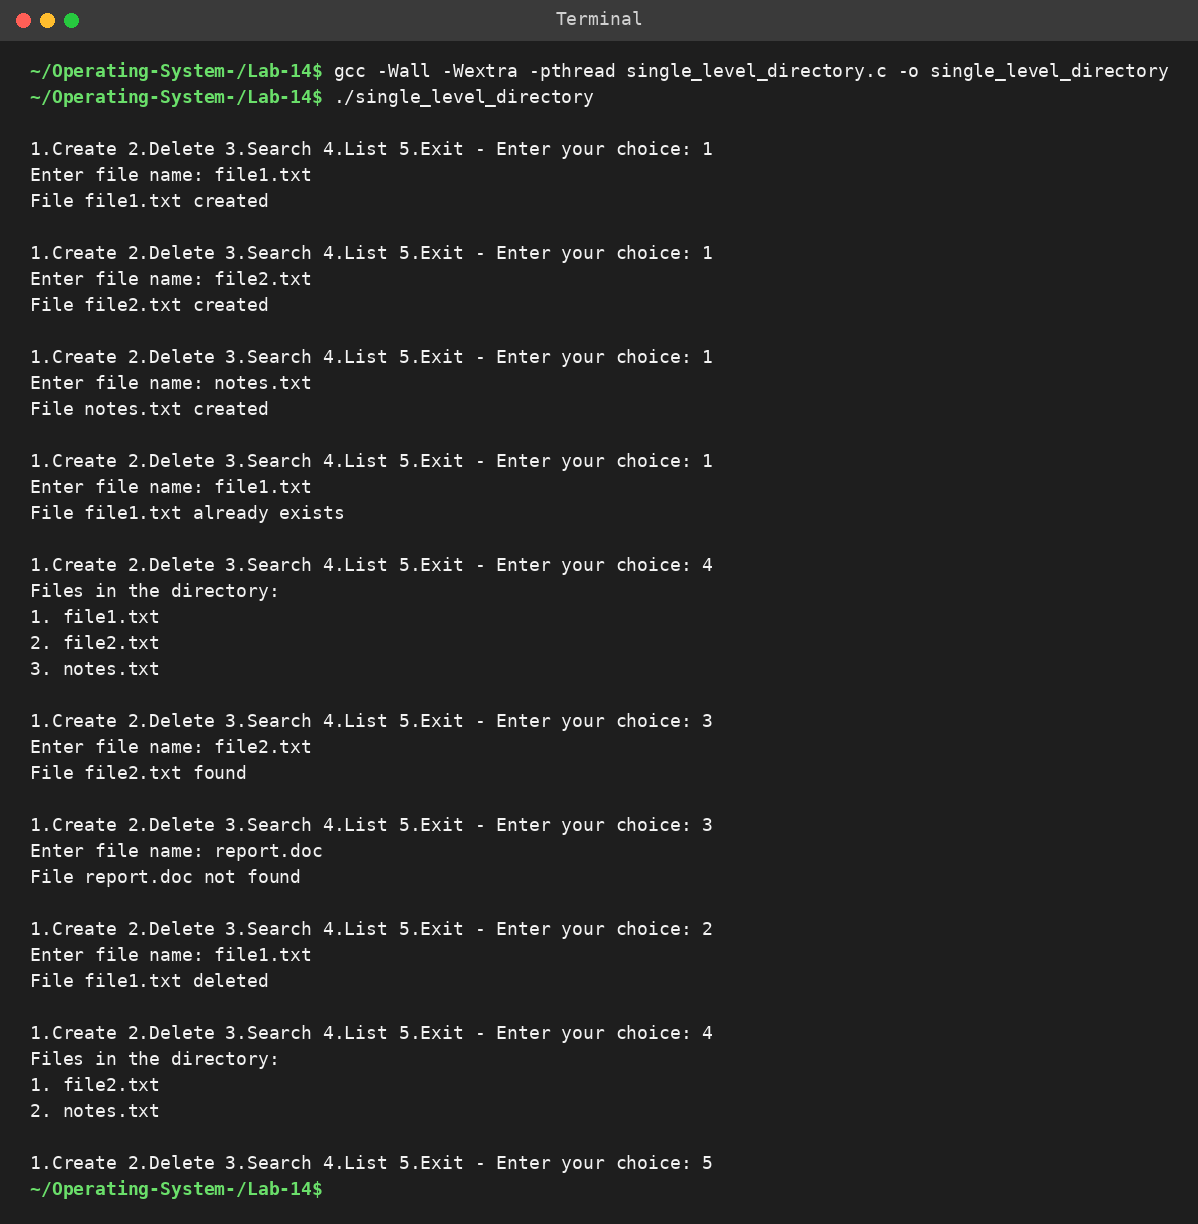 Terminal
~/Operating-System-/Lab-14$ gcc -Wall -Wextra -pthread single_level_directory.c -o single_level_directory
~/Operating-System-/Lab-14$ ./single_level_directory
1.Create 2.Delete 3.Search 4.List 5.Exit - Enter your choice: 1
Enter file name: file1.txt
File file1.txt created
1.Create 2.Delete 3.Search 4.List 5.Exit - Enter your choice: 1
Enter file name: file2.txt
File file2.txt created
1.Create 2.Delete 3.Search 4.List 5.Exit - Enter your choice: 1
Enter file name: notes.txt
File notes.txt created
1.Create 2.Delete 3.Search 4.List 5.Exit - Enter your choice: 1
Enter file name: file1.txt
File file1.txt already exists
1.Create 2.Delete 3.Search 4.List 5.Exit - Enter your choice: 4
Files in the directory:
1. file1.txt
2. file2.txt
3. notes.txt
1.Create 2.Delete 3.Search 4.List 5.Exit - Enter your choice: 3
Enter file name: file2.txt
File file2.txt found
1.Create 2.Delete 3.Search 4.List 5.Exit - Enter your choice: 3
Enter file name: report.doc
File report.doc not found
1.Create 2.Delete 3.Search 4.List 5.Exit - Enter your choice: 2
Enter file name: file1.txt
File file1.txt deleted
1.Create 2.Delete 3.Search 4.List 5.Exit - Enter your choice: 4
Files in the directory:
1. file2.txt
2. notes.txt
1.Create 2.Delete 3.Search 4.List 5.Exit - Enter your choice: 5
~/Operating-System-/Lab-14$